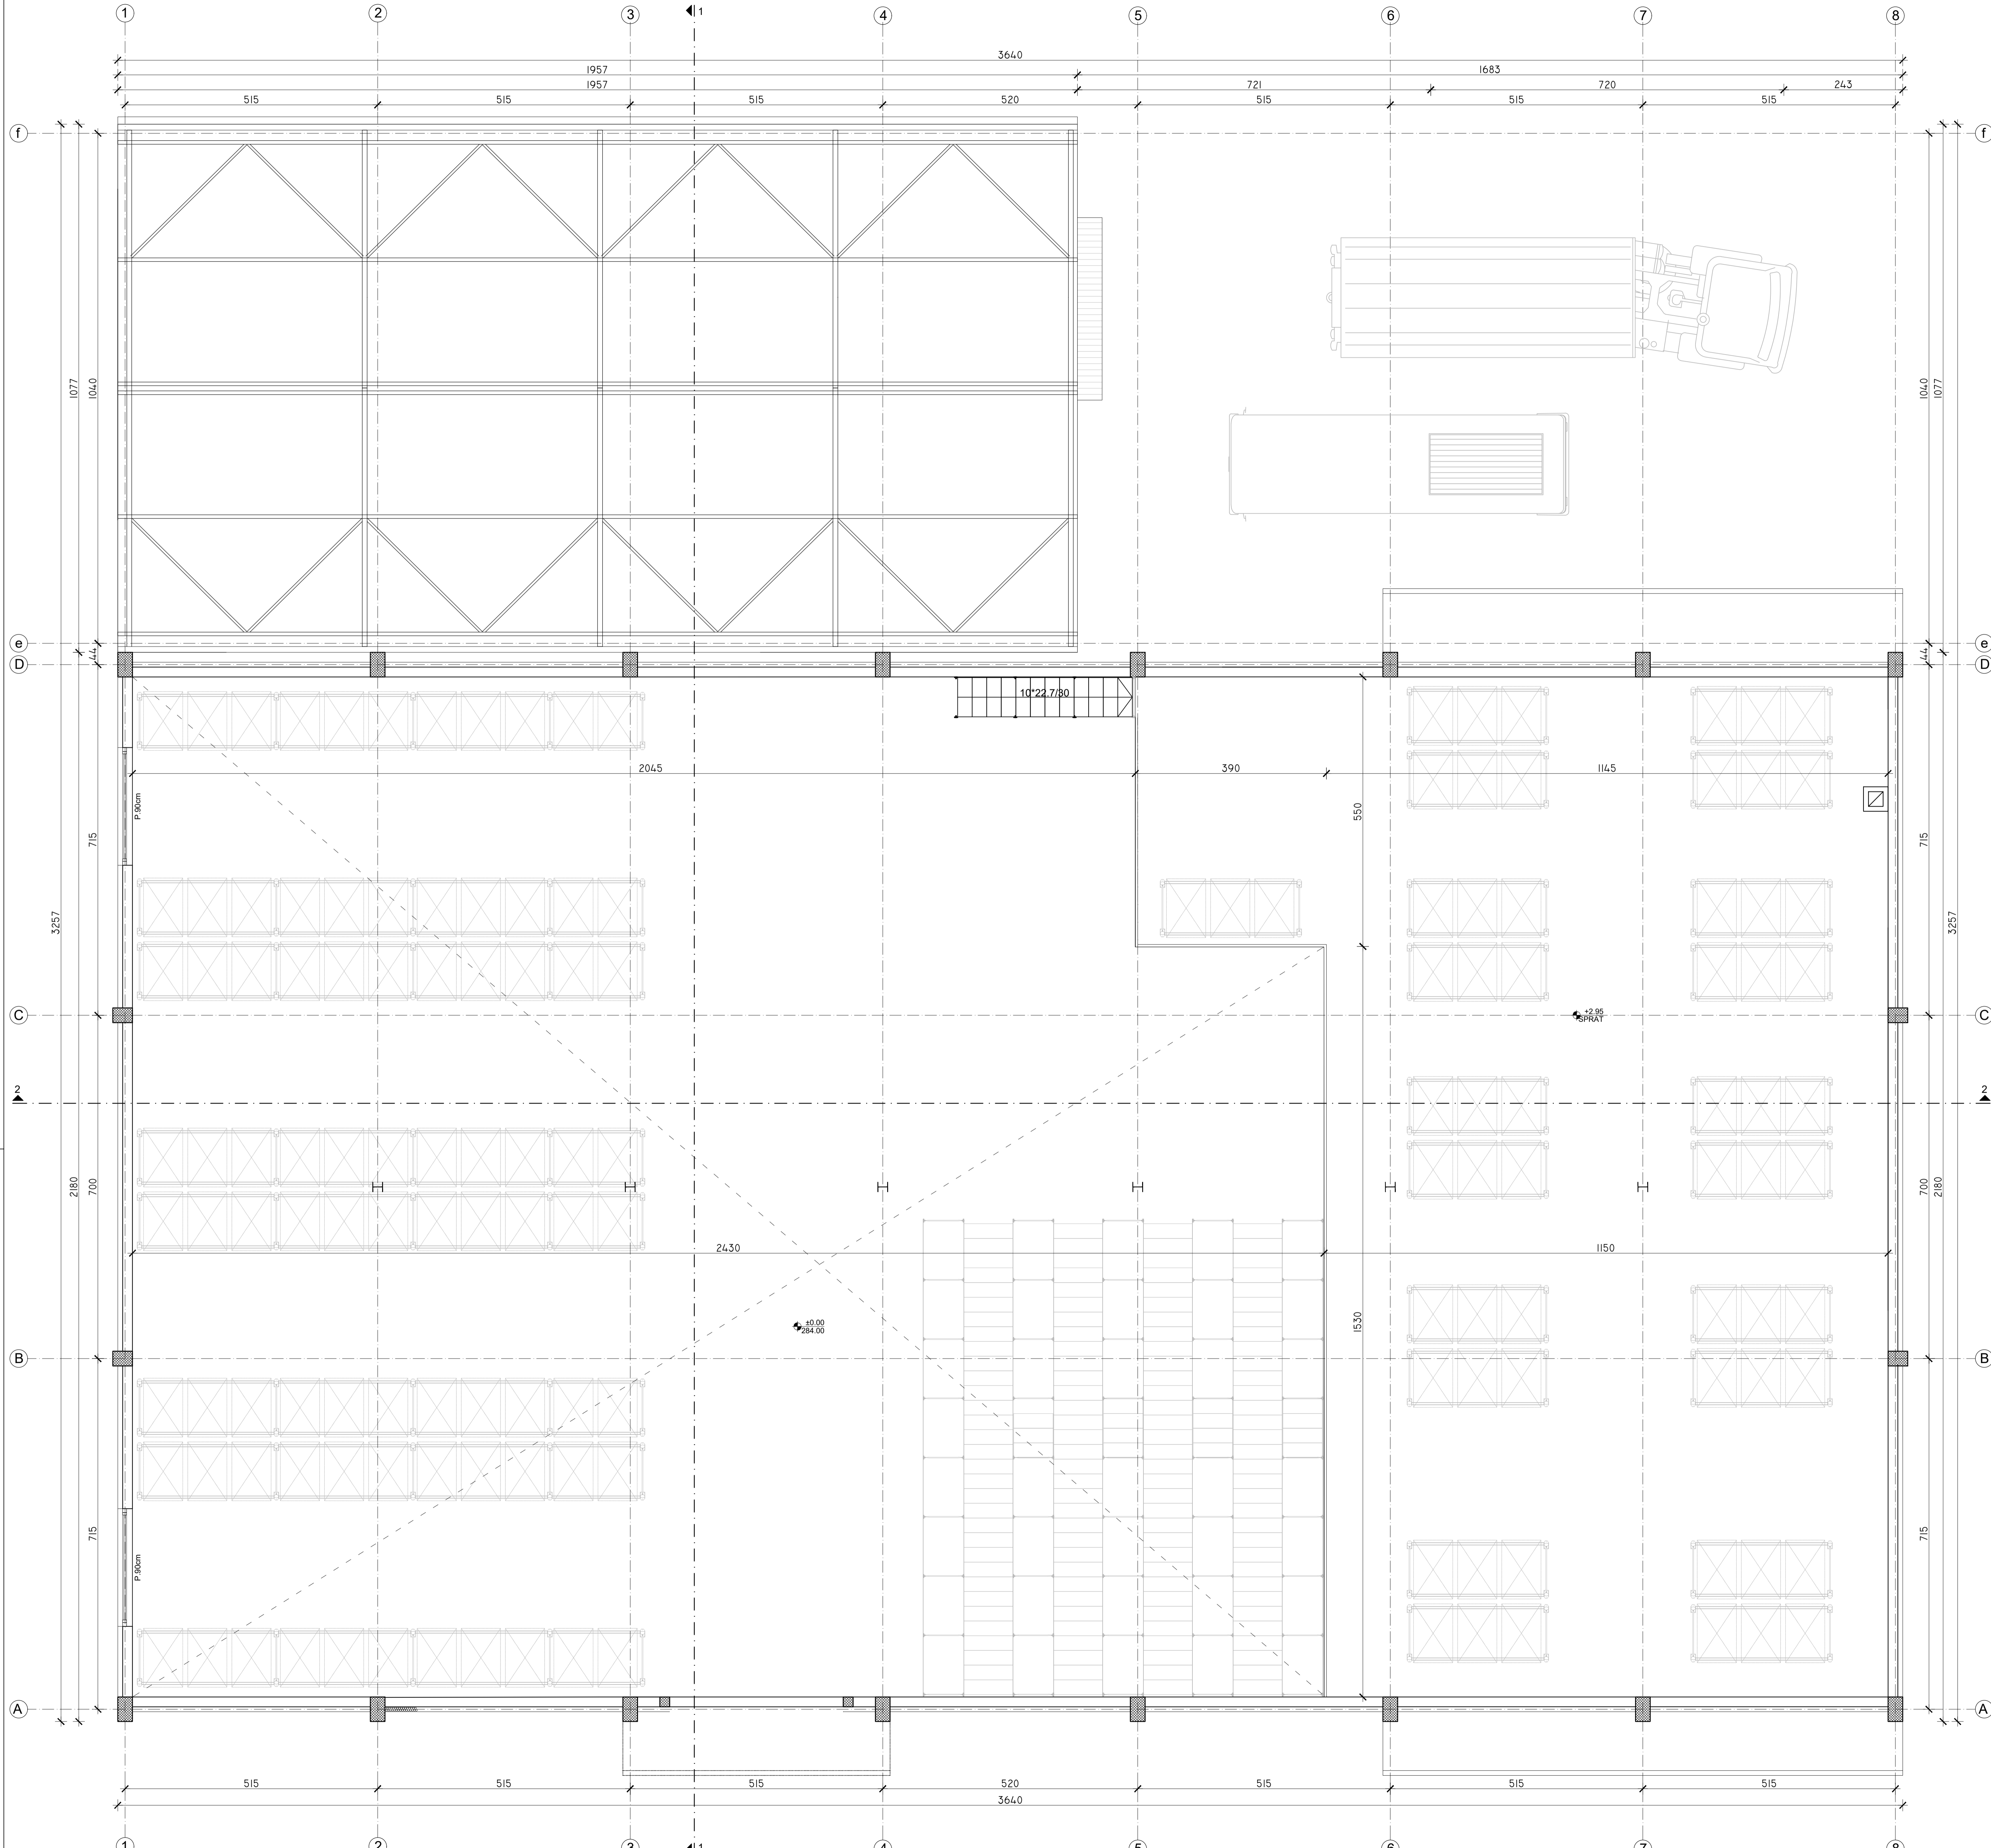 1 2 3 1 4 5 6 7 8
3640
1957 1683
1957 721 720 243
515 515 515 520 515 515 515
f f
1077 1040 1040 1077
e e
44 44
D D
10*22.7/30
2045 390 1145
P.90cm
550
715 715
3257 3257
C C
+2.95
SPRAT
2 2
2180 700 700 2180
2430 1150
±0.00
284.00
1530
B B
715 715
P.90cm
A A
515 515 515 520 515 515 515
3640
1 2 3 1 4 5 6 7 8